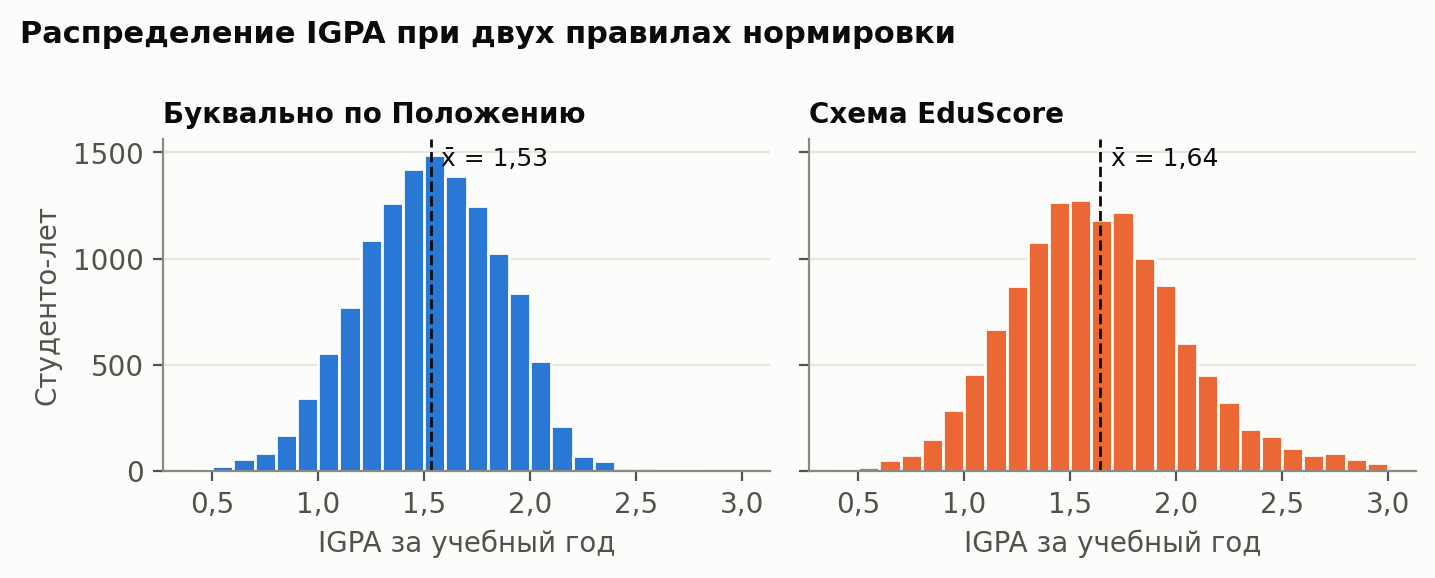 Распределение IGPA при двух правилах нормировки
Буквально по Положению
Схема EduScore
x̄ = 1,53
x̄ = 1,64
Студенто-лет
1500
1000
500
0
0,5 1,0 1,5 2,0 2,5 3,0
0,5 1,0 1,5 2,0 2,5 3,0
IGPA за учебный год
IGPA за учебный год